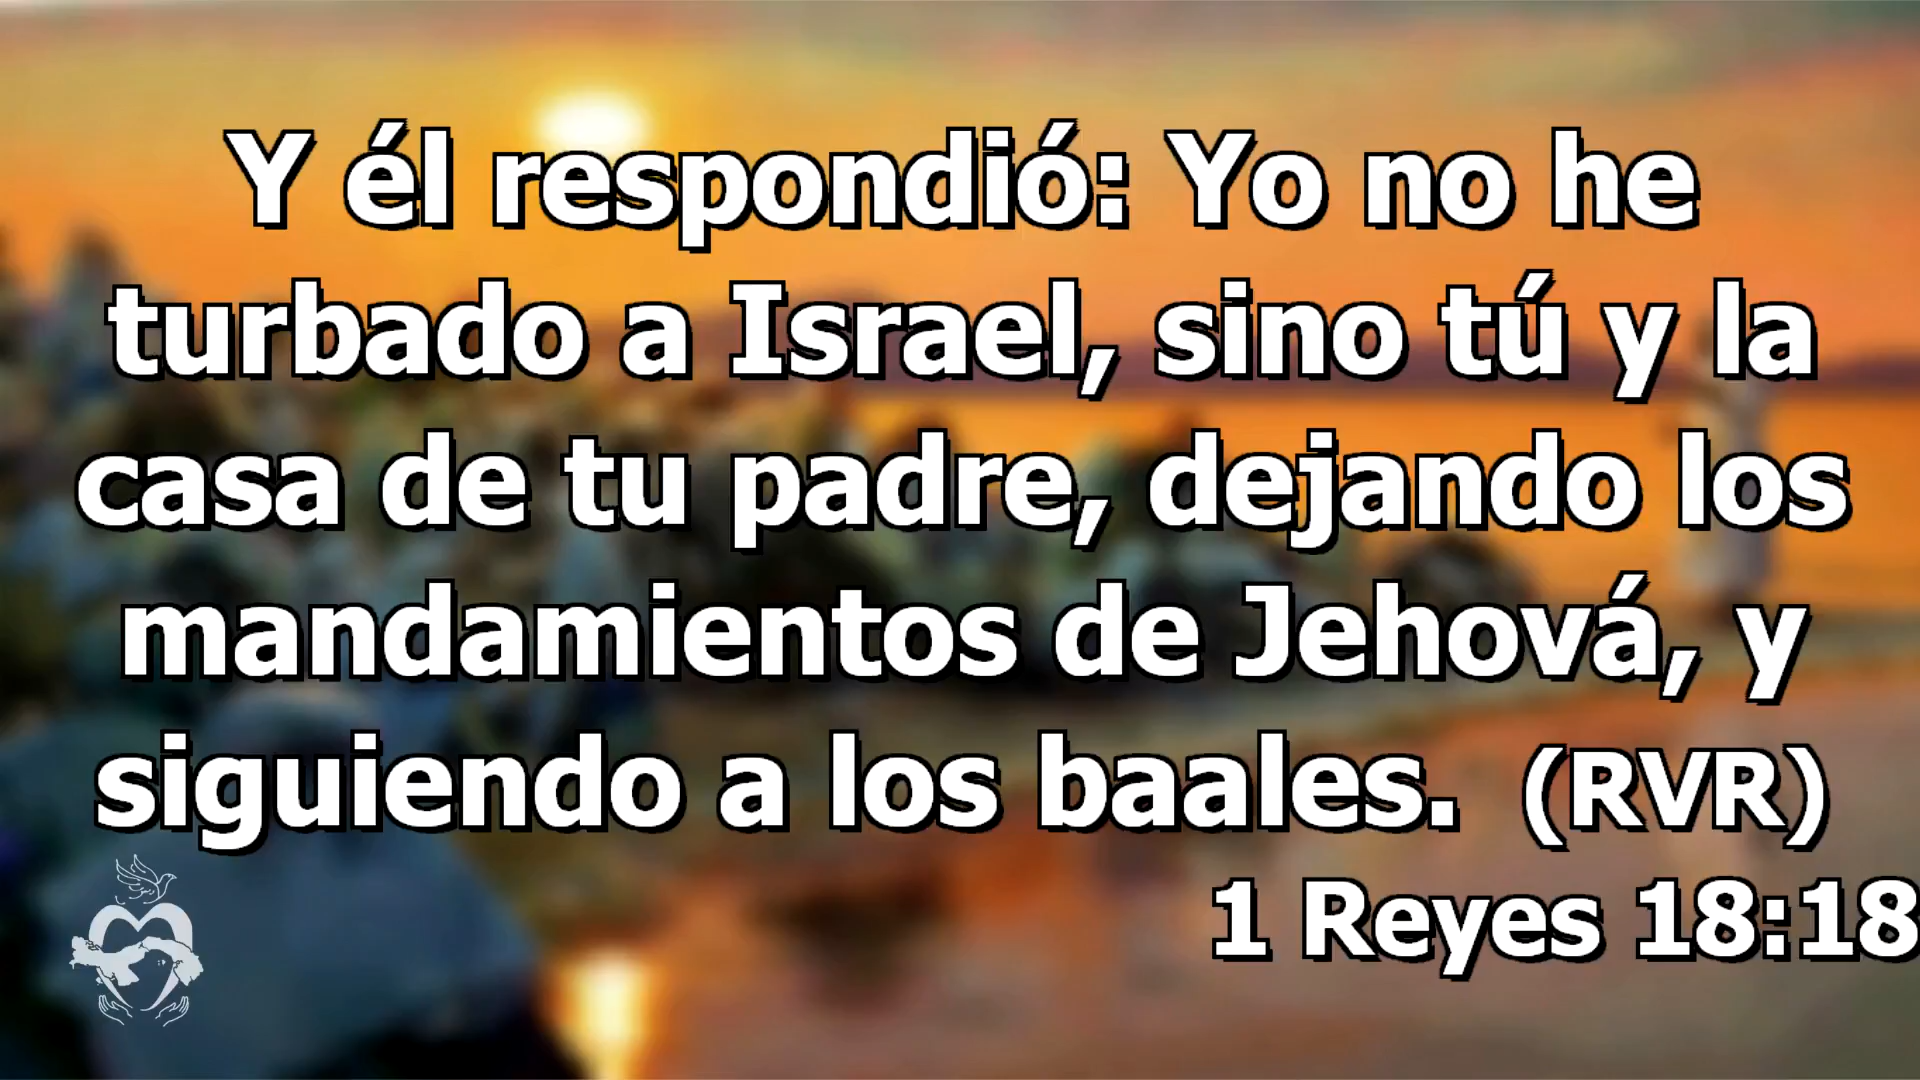 Y él respondió: Yo no he
turbado a Israel, sino tú y la
casa de tu padre, dejando los
mandamientos de Jehová, y
siguiendo a los baales. (RVR)
1 Reyes 18:18